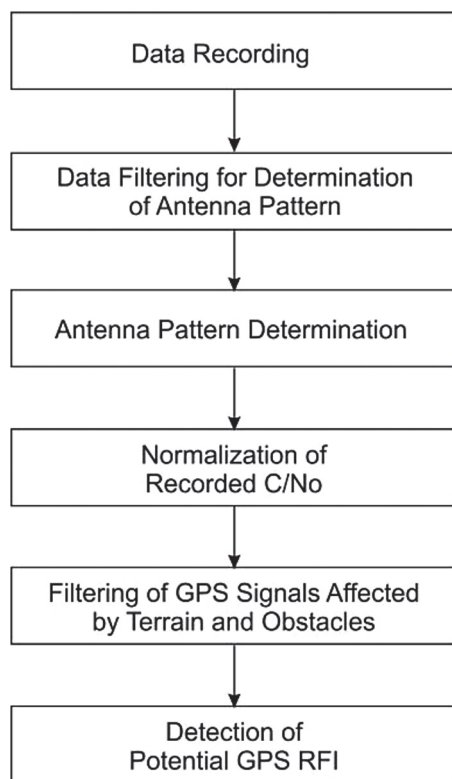 Data Recording
Data Filtering for Determination
of Antenna Pattern
Antenna Pattern Determination
Normalization of
Recorded C/No
Filtering of GPS Signals Affected
by Terrain and Obstacles
Detection of
Potential GPS RFI